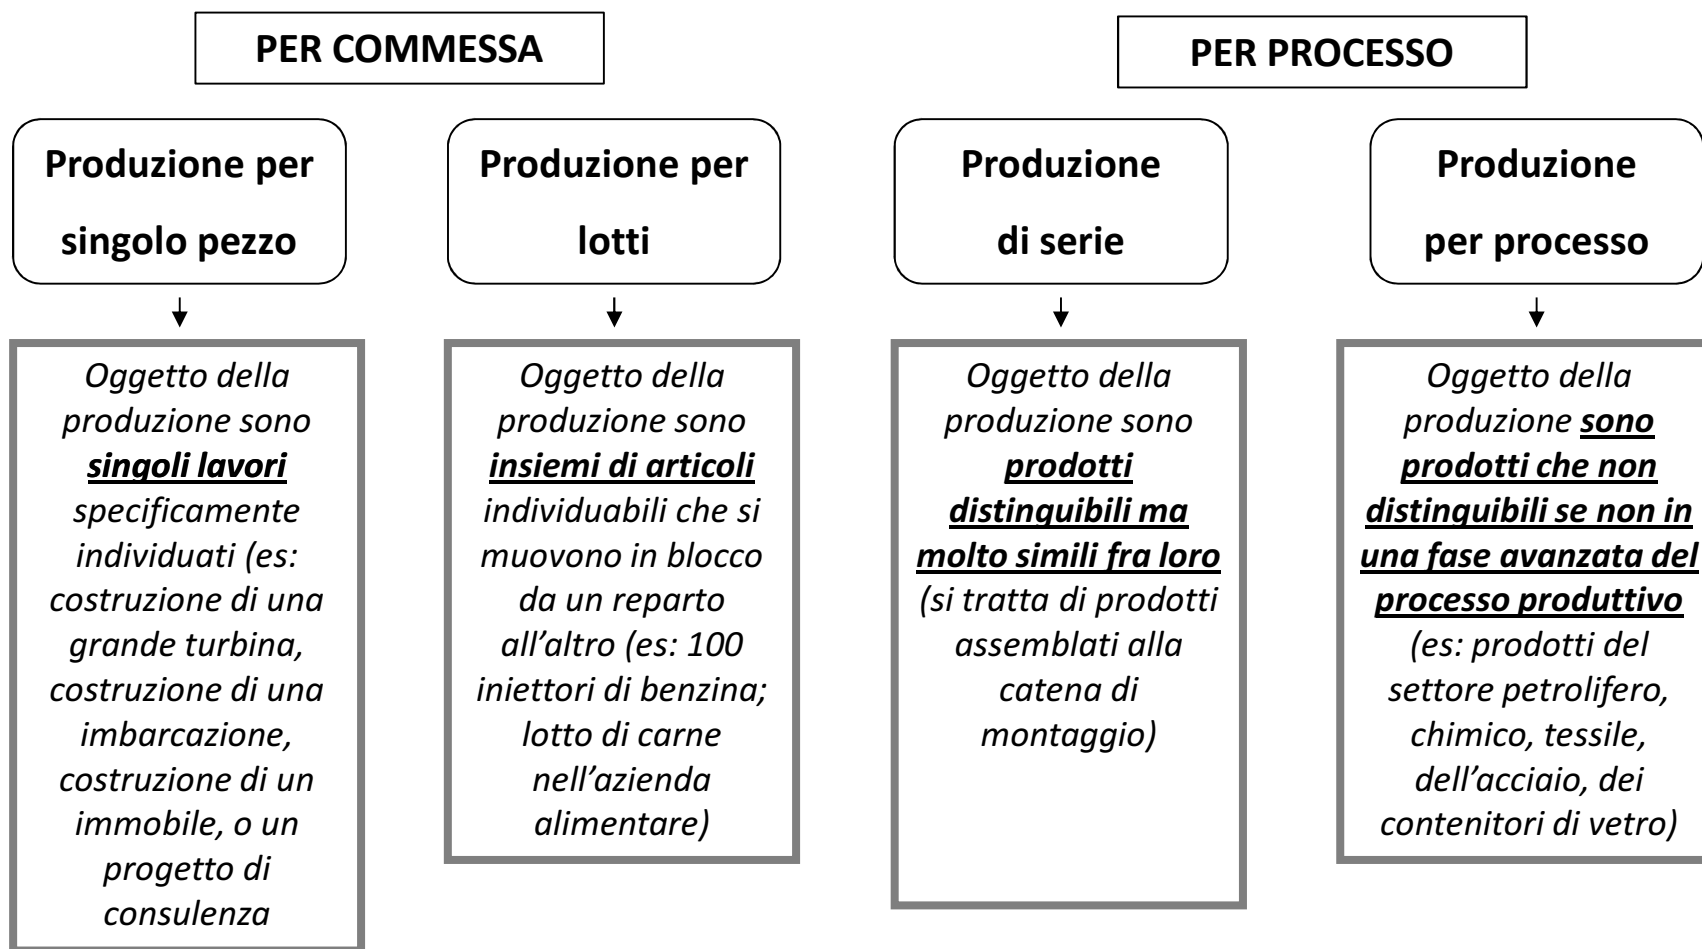 PER COMMESSA
PER PROCESSO
Produzione per
singolo pezzo
Produzione per
lotti
Produzione
di serie
Produzione
per processo
Oggetto della
produzione sono
singoli lavori
specificamente
individuati (es:
costruzione di una
grande turbina,
costruzione di una
imbarcazione,
costruzione di un
immobile, o un
progetto di
consulenza
Oggetto della
produzione sono
insiemi di articoli
individuabili che si
muovono in blocco
da un reparto
all’altro (es: 100
iniettori di benzina;
lotto di carne
nell’azienda
alimentare)
Oggetto della
produzione sono
prodotti
distinguibili ma
molto simili fra loro
(si tratta di prodotti
assemblati alla
catena di
montaggio)
Oggetto della
produzione sono
prodotti che non
distinguibili se non in
una fase avanzata del
processo produttivo
(es: prodotti del
settore petrolifero,
chimico, tessile,
dell’acciaio, dei
contenitori di vetro)